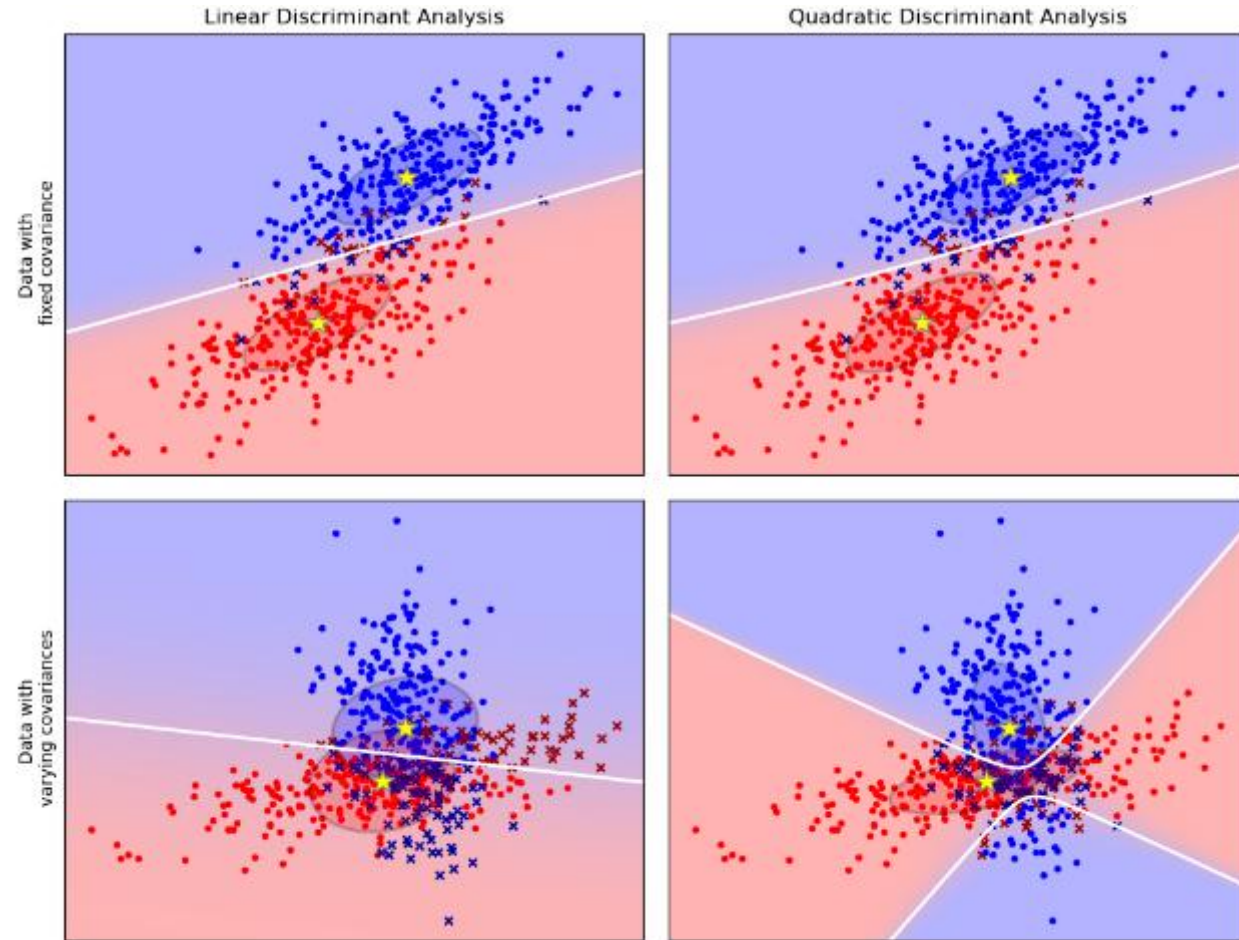 Linear Discriminant Analysis
Quadratic Discriminant Analysis
Data with
fixed covariance
Data with
varying covariances